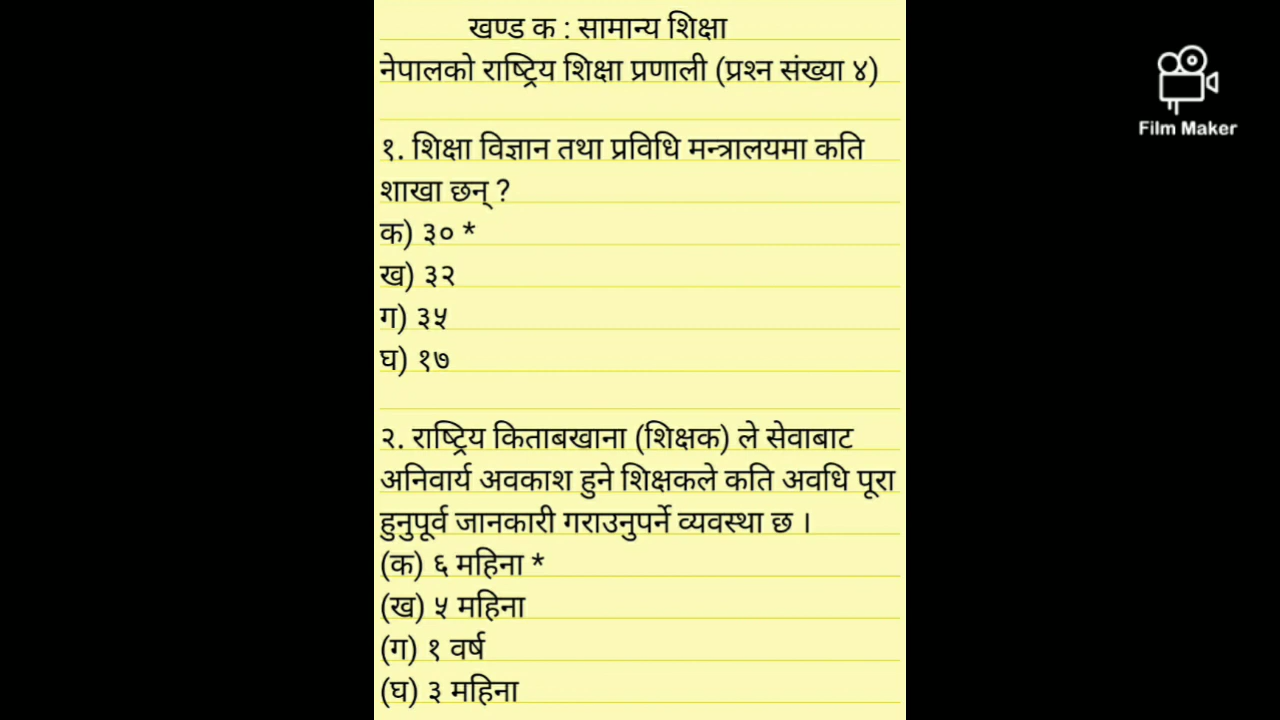 खण्ड क : सामान्य शिक्षा
नेपालको राष्ट्रिय शिक्षा प्रणाली (प्रश्न संख्या ४)
१. शिक्षा विज्ञान तथा प्रविधि मन्त्रालयमा कति
शाखा छन् ?
क) ३० *
ख) ३२
ग) ३५
घ) १७
२. राष्ट्रिय किताबखाना (शिक्षक) ले सेवाबाट
अनिवार्य अवकाश हुने शिक्षकले कति अवधि पूरा
हुनुपूर्व जानकारी गराउनुपर्ने व्यवस्था छ ।
(क) ६ महिना *
(ख) ५ महिना
(ग) १ वर्ष
(घ) ३ महिना
Film Maker